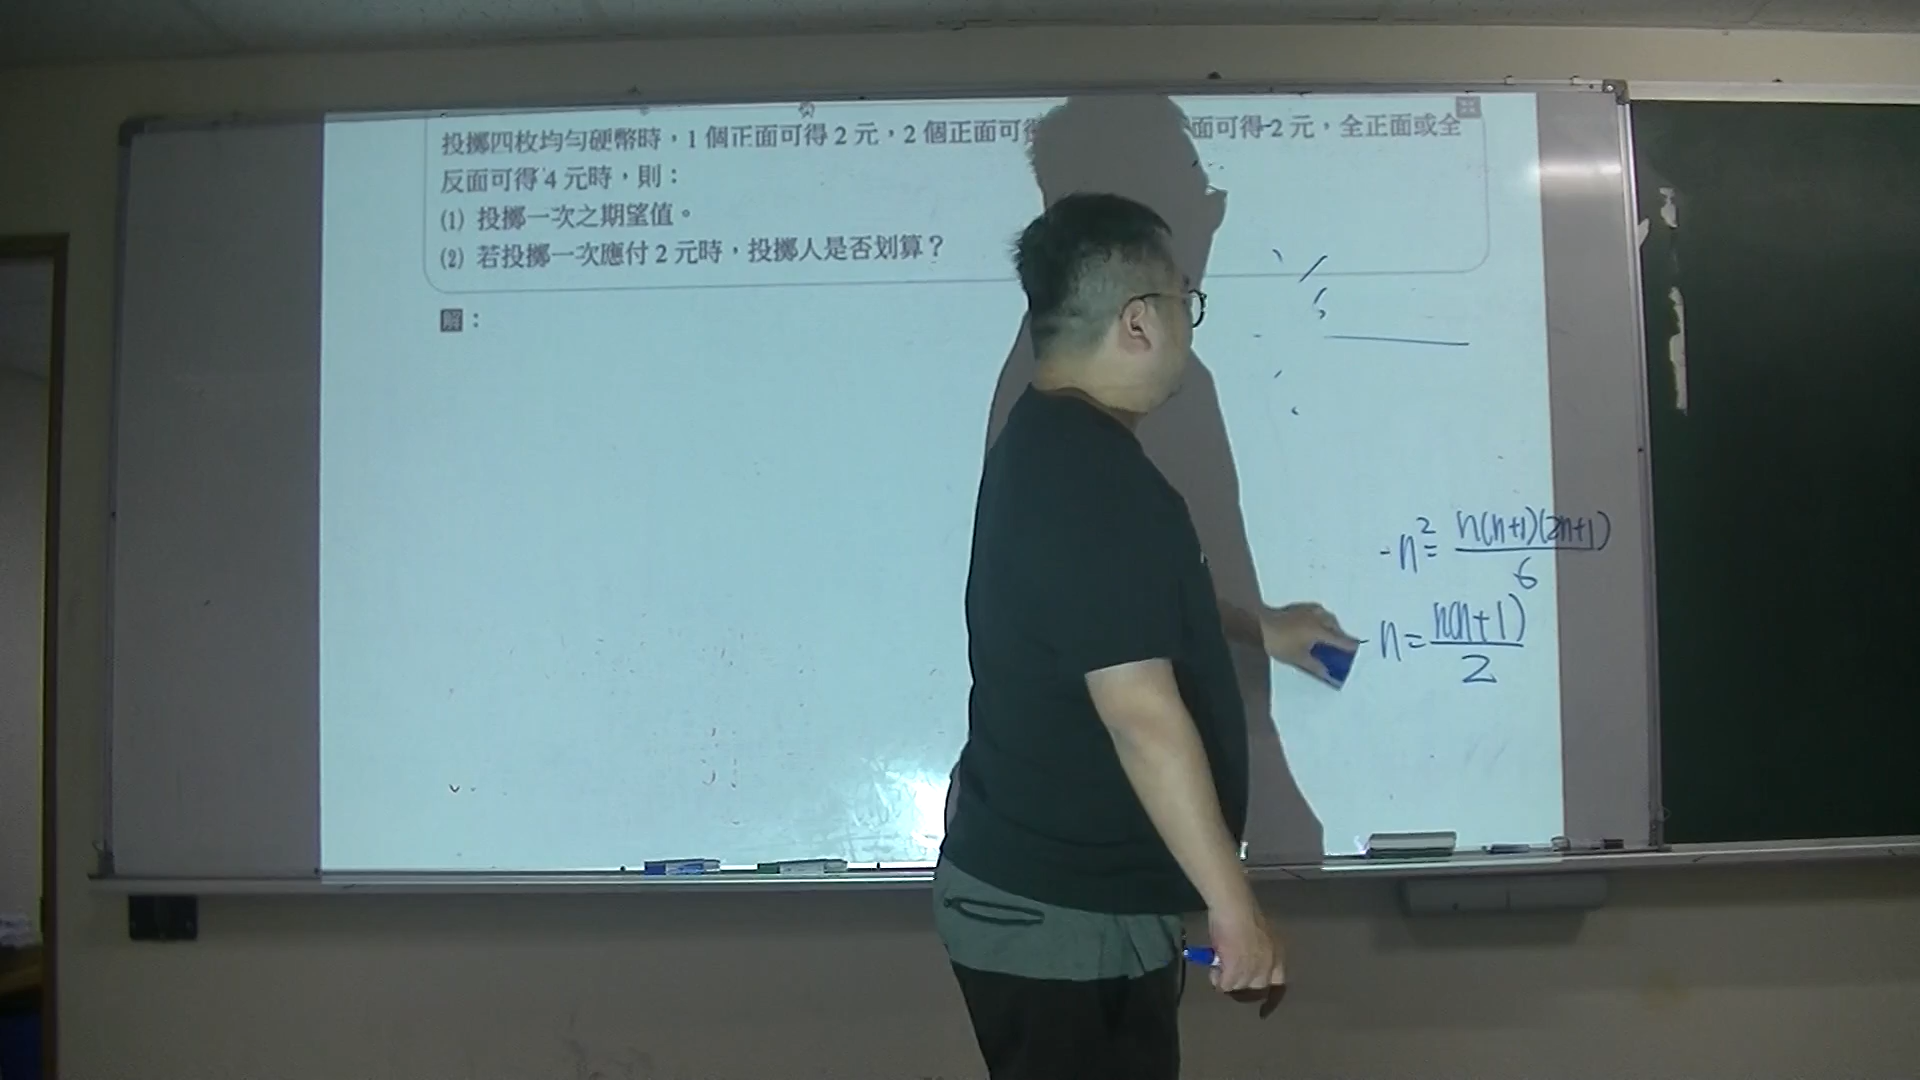 投擲四枚均勻硬幣時，1 個正面可得 2 元，2 個正面可 面可得 2 元，全正面或全
反面可得 4 元時，則：
(1) 投擲一次之期望值。
(2) 若投擲一次應付 2 元時，投擲人是否划算？
解：
n² = n(n+1)(2n+1) / 6
n = n(n+1) / 2